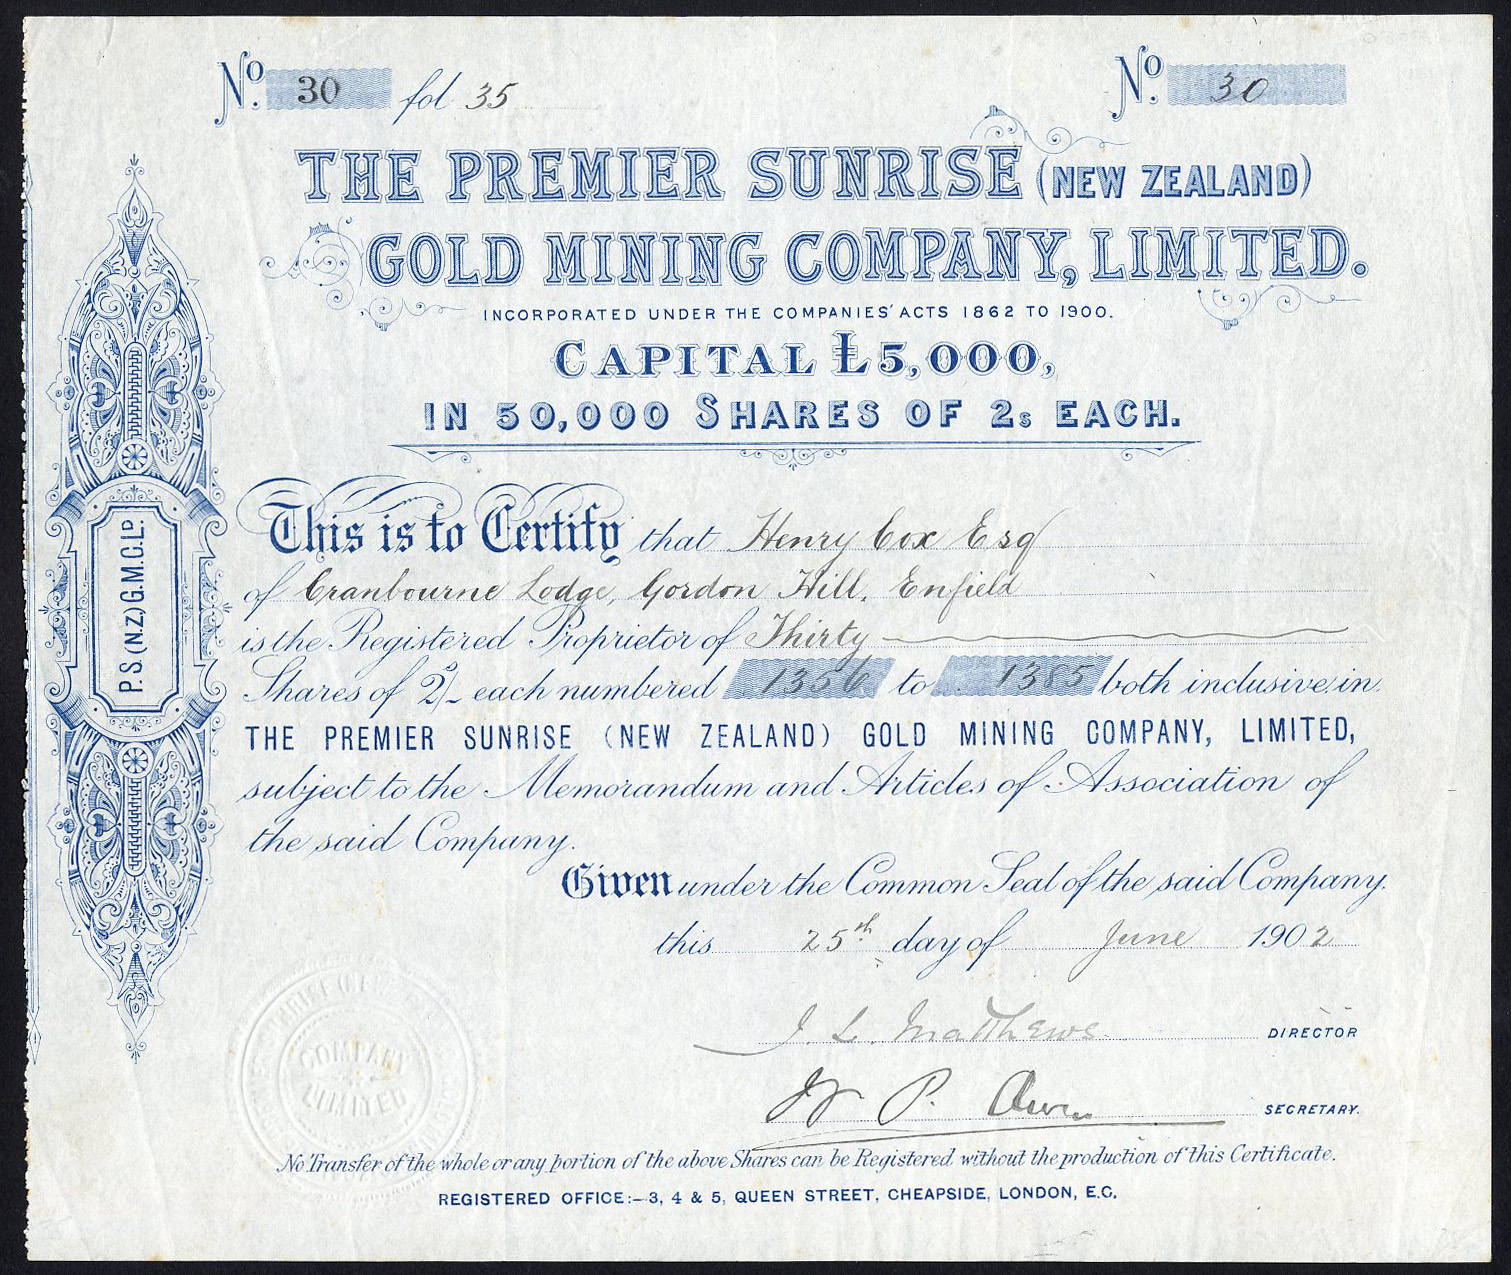 No. 30 fol 35
No. 30
THE PREMIER SUNRISE (NEW ZEALAND)
GOLD MINING COMPANY, LIMITED.
INCORPORATED UNDER THE COMPANIES' ACTS 1862 TO 1900.
CAPITAL £5,000,
IN 50,000 SHARES OF 2s EACH.
P.S.(N.Z.) G.M.C. LD.
This is to Certify that Henry Cox Esq
of Cranbourne Lodge, Gordon Hill, Enfield
is the Registered Proprietor of Thirty
Shares of 2/- each numbered 1356 to 1385 both inclusive in
THE PREMIER SUNRISE (NEW ZEALAND) GOLD MINING COMPANY, LIMITED,
subject to the Memorandum and Articles of Association of
the said Company.
Given under the Common Seal of the said Company.
this 25th day of June 1902
J. L. Matthews DIRECTOR
P. Owen SECRETARY.
COMPANY
LIMITED
No Transfer of the whole or any portion of the above Shares can be Registered without the production of this Certificate.
REGISTERED OFFICE:–3, 4 & 5, QUEEN STREET, CHEAPSIDE, LONDON, E.C.